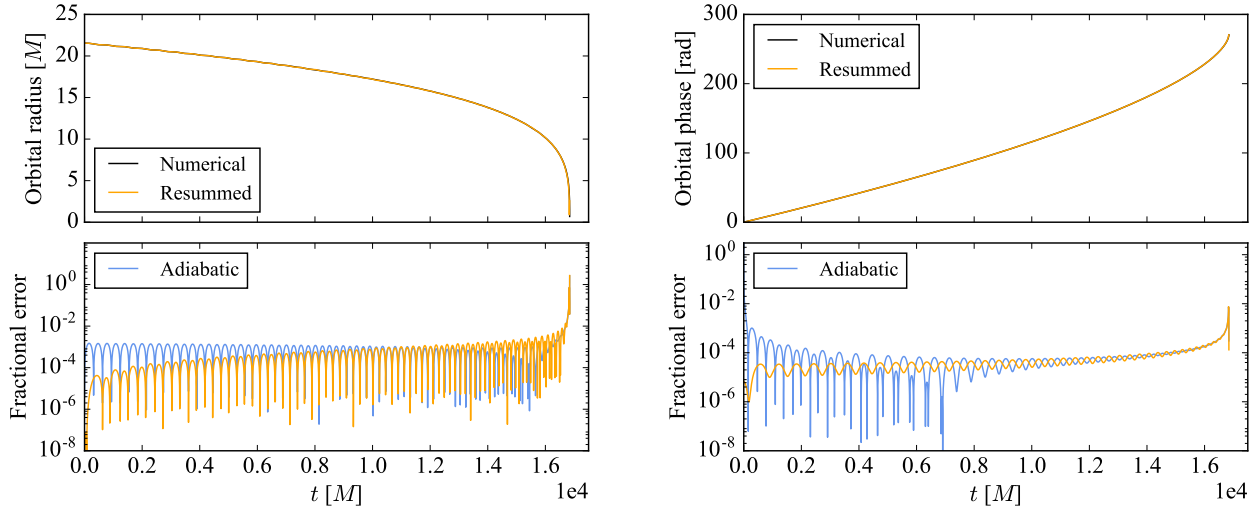 Orbital radius [M]
25
20
15
10
5
0
Numerical
Resummed
Fractional error
10^0
10^-2
10^-4
10^-6
10^-8
Adiabatic
0.0 0.2 0.4 0.6 0.8 1.0 1.2 1.4 1.6
1e4
t [M]
Orbital phase [rad]
300
200
100
0
Numerical
Resummed
Fractional error
10^0
10^-2
10^-4
10^-6
10^-8
Adiabatic
0.0 0.2 0.4 0.6 0.8 1.0 1.2 1.4 1.6
1e4
t [M]